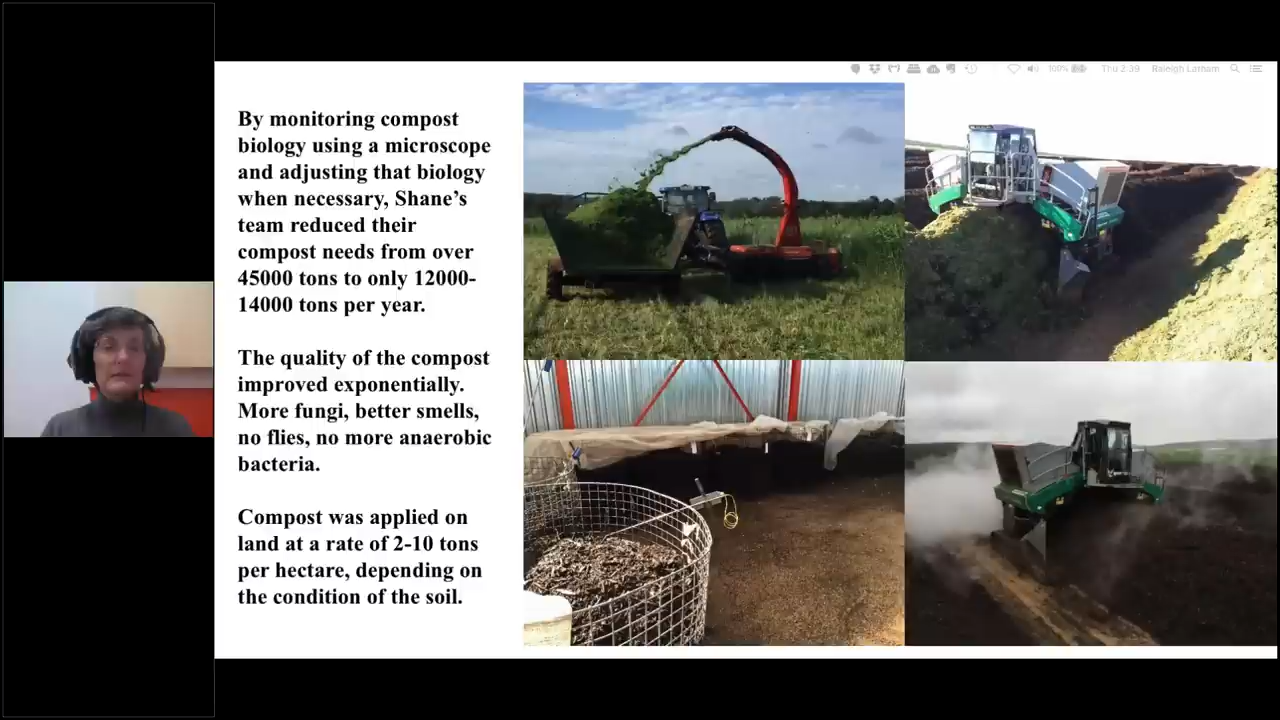 100% Thu 2:39 Raleigh Latham
By monitoring compost
biology using a microscope
and adjusting that biology
when necessary, Shane’s
team reduced their
compost needs from over
45000 tons to only 12000-
14000 tons per year.
The quality of the compost
improved exponentially.
More fungi, better smells,
no flies, no more anaerobic
bacteria.
Compost was applied on
land at a rate of 2-10 tons
per hectare, depending on
the condition of the soil.